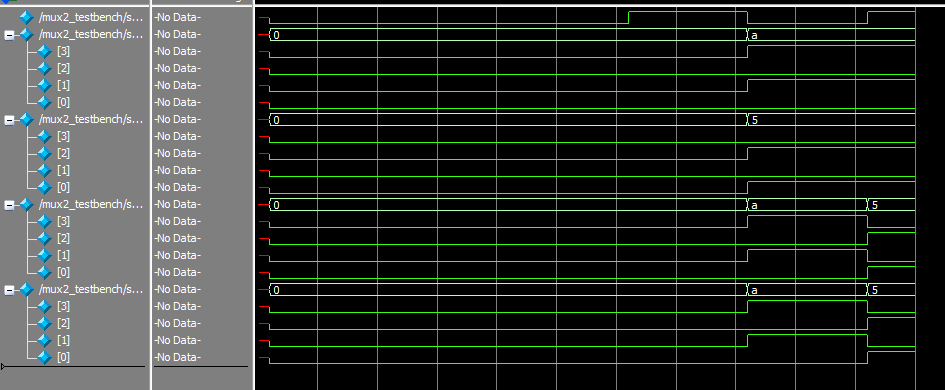 /mux2_testbench/s... -No Data-
/mux2_testbench/s... -No Data- 0 a
[3] -No Data-
[2] -No Data-
[1] -No Data-
[0] -No Data-
/mux2_testbench/s... -No Data- 0 5
[3] -No Data-
[2] -No Data-
[1] -No Data-
[0] -No Data-
/mux2_testbench/s... -No Data- 0 a 5
[3] -No Data-
[2] -No Data-
[1] -No Data-
[0] -No Data-
/mux2_testbench/s... -No Data- 0 a 5
[3] -No Data-
[2] -No Data-
[1] -No Data-
[0] -No Data-